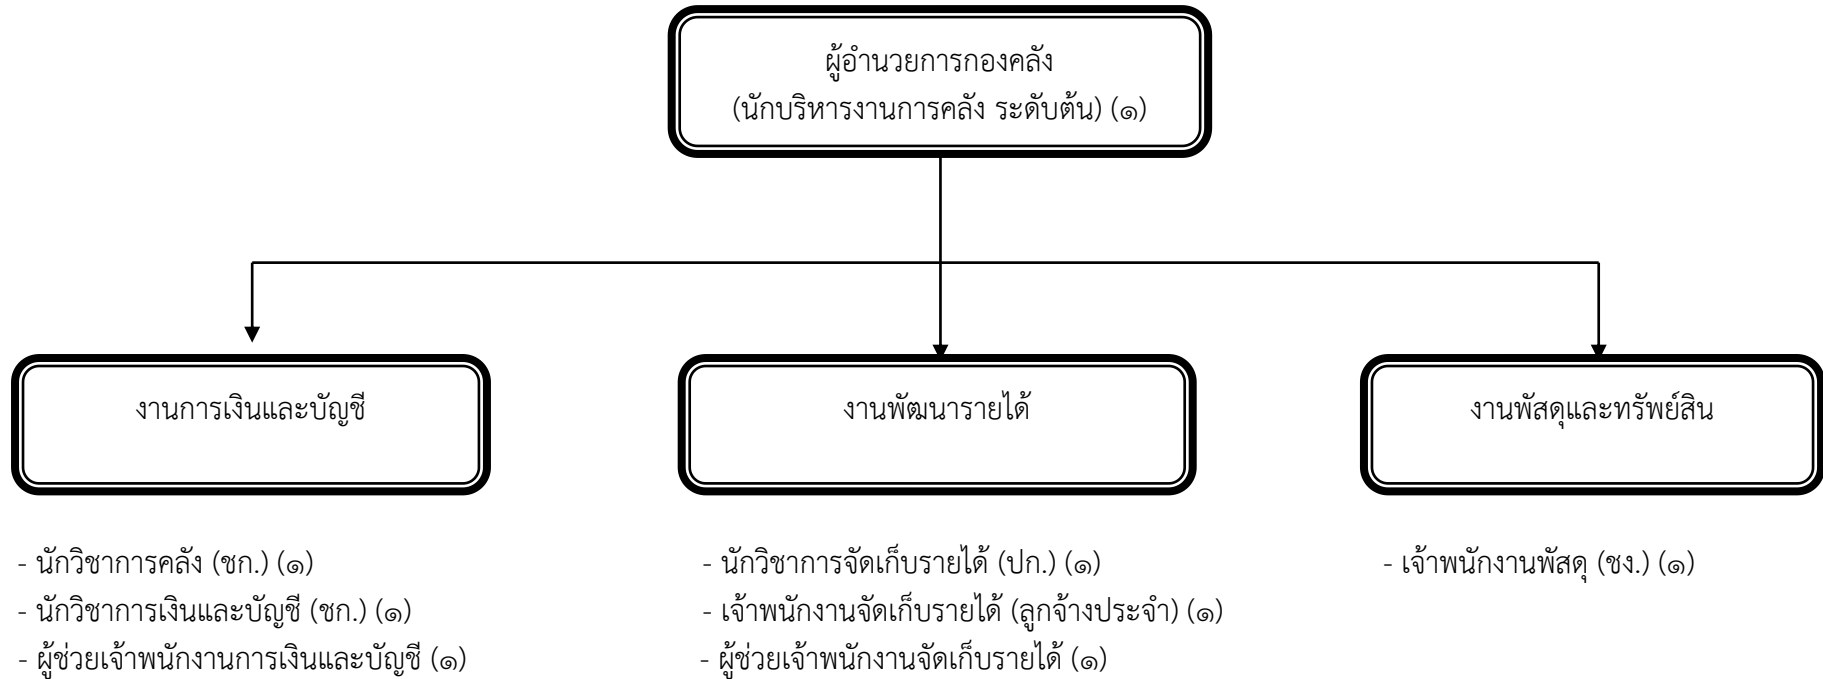 ผู้อำนวยการกองคลัง
(นักบริหารงานการคลัง ระดับต้น) (๑)
งานการเงินและบัญชี
งานพัฒนารายได้
งานพัสดุและทรัพย์สิน
- นักวิชาการคลัง (ชก.) (๑)
- นักวิชาการเงินและบัญชี (ชก.) (๑)
- ผู้ช่วยเจ้าพนักงานการเงินและบัญชี (๑)
- นักวิชาการจัดเก็บรายได้ (ปก.) (๑)
- เจ้าพนักงานจัดเก็บรายได้ (ลูกจ้างประจำ) (๑)
- ผู้ช่วยเจ้าพนักงานจัดเก็บรายได้ (๑)
- เจ้าพนักงานพัสดุ (ชง.) (๑)